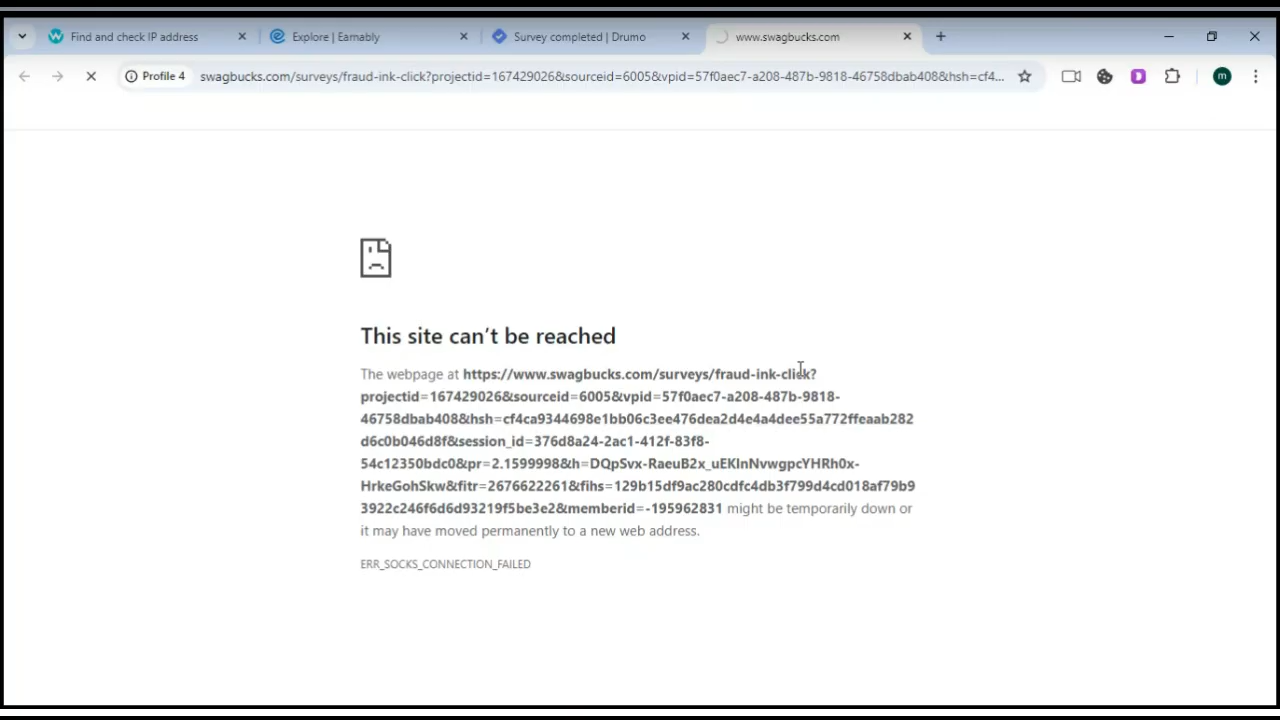 Find and check IP address
Explore | Earnably
Survey completed | Drumo
www.swagbucks.com
Profile 4
swagbucks.com/surveys/fraud-ink-click?projectid=167429026&sourceid=6005&vpid=57f0aec7-a208-487b-9818-46758dbab408&hsh=cf4...
m
This site can't be reached
The webpage at https://www.swagbucks.com/surveys/fraud-ink-click?
projectid=167429026&sourceid=6005&vpid=57f0aec7-a208-487b-9818-
46758dbab408&hsh=cf4ca9344698e1bb06c3ee476dea2d4e4a4dee55a772ffeaab282
d6c0b046d8f&session_id=376d8a24-2ac1-412f-83f8-
54c12350bdc0&pr=2.1599998&h=DQpSvx-RaeuB2x_uEKInNvwgpcYHRh0x-
HrkeGohSkw&fitr=2676622261&fihs=129b15df9ac280cdfc4db3f799d4cd018af79b9
3922c246f6d6d93219f5be3e2&memberid=-195962831 might be temporarily down or
it may have moved permanently to a new web address.
ERR_SOCKS_CONNECTION_FAILED